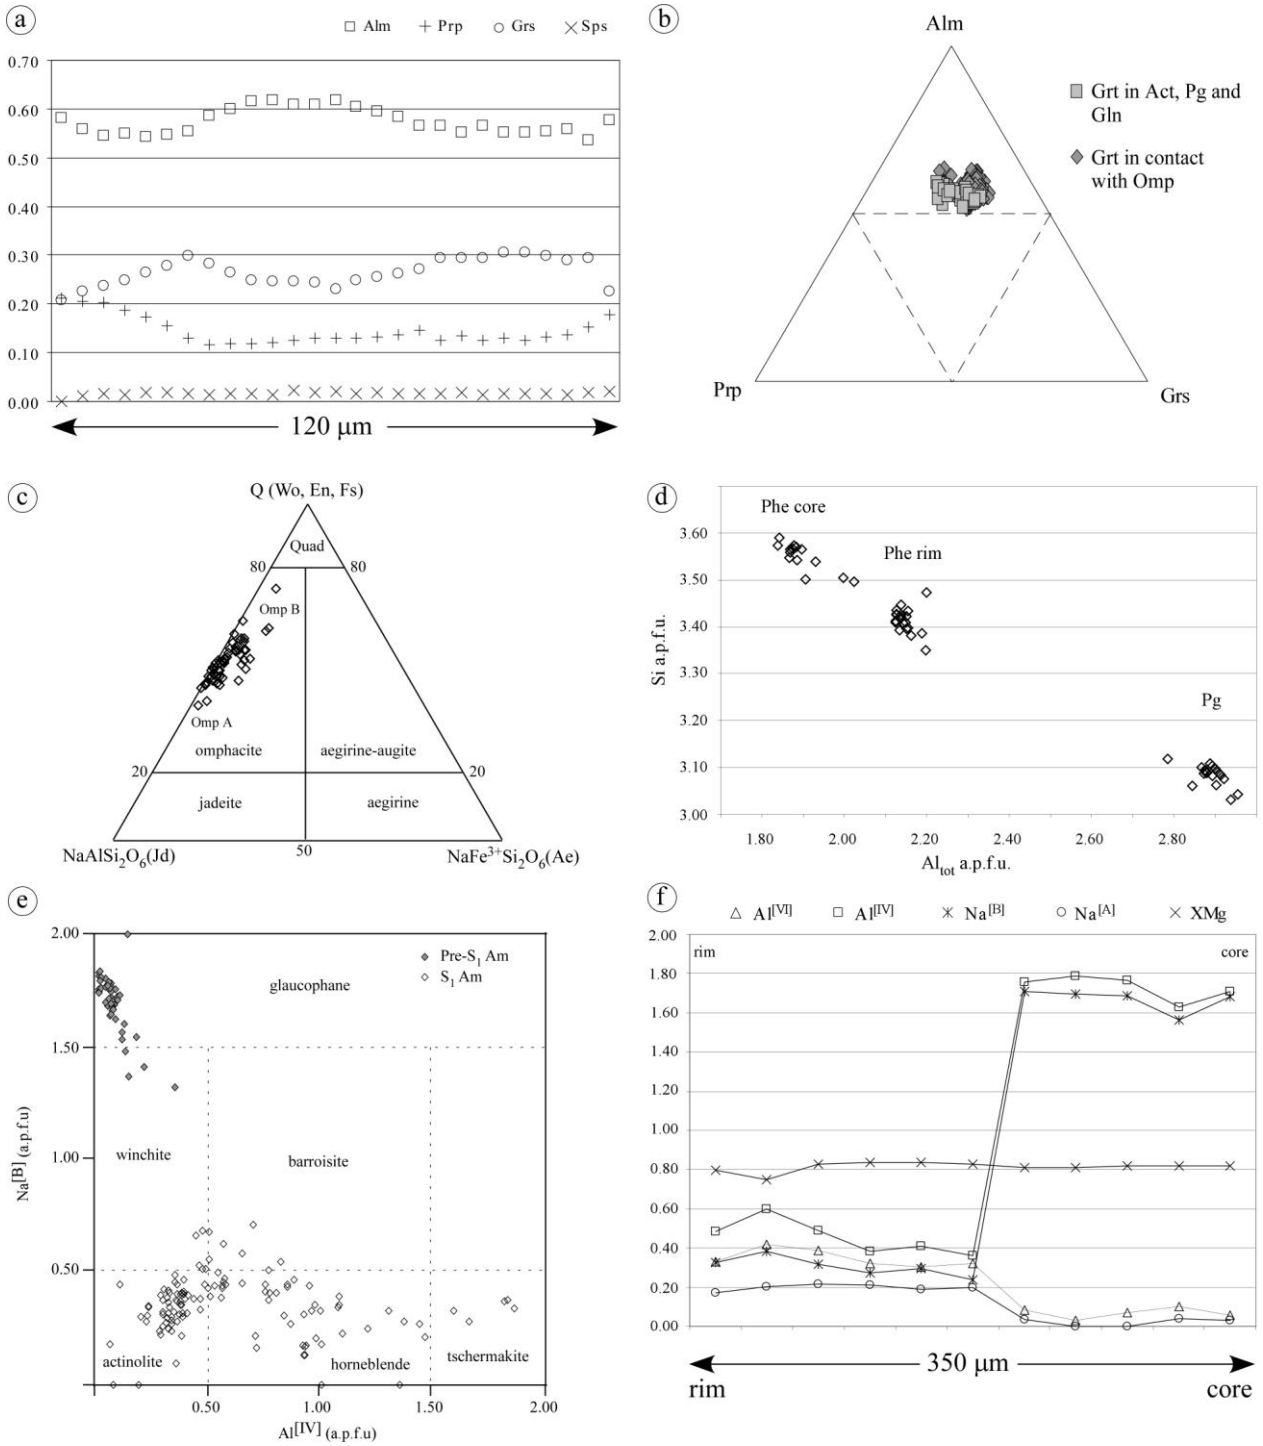 a
Alm Prp Grs Sps
0.70
0.60
0.50
0.40
0.30
0.20
0.10
0.00
120 μm
b
Alm
Prp
Grs
Grt in Act, Pg and
Gln
Grt in contact
with Omp
c
Q (Wo, En, Fs)
Quad
80 80
Omp B
Omp A
omphacite aegirine-augite
20 20
jadeite aegirine
NaAlSi2O6(Jd) 50 NaFe3+Si2O6(Ae)
d
Phe core
Phe rim
Pg
3.60
3.50
3.40
3.30
3.20
3.10
3.00
Si a.p.f.u.
1.80 2.00 2.20 2.40 2.60 2.80
Altot a.p.f.u.
e
2.00
1.50
1.00
0.50
Pre-S1 Am
S1 Am
glaucophane
winchite
barroisite
actinolite
horneblende
tschermakite
Na[B] (a.p.f.u)
0.50 1.00 1.50 2.00
Al[IV] (a.p.f.u)
f
Al[VI] Al[IV] Na[B] Na[A] XMg
2.00
1.80
1.60
1.40
1.20
1.00
0.80
0.60
0.40
0.20
0.00
rim core
350 μm
rim core